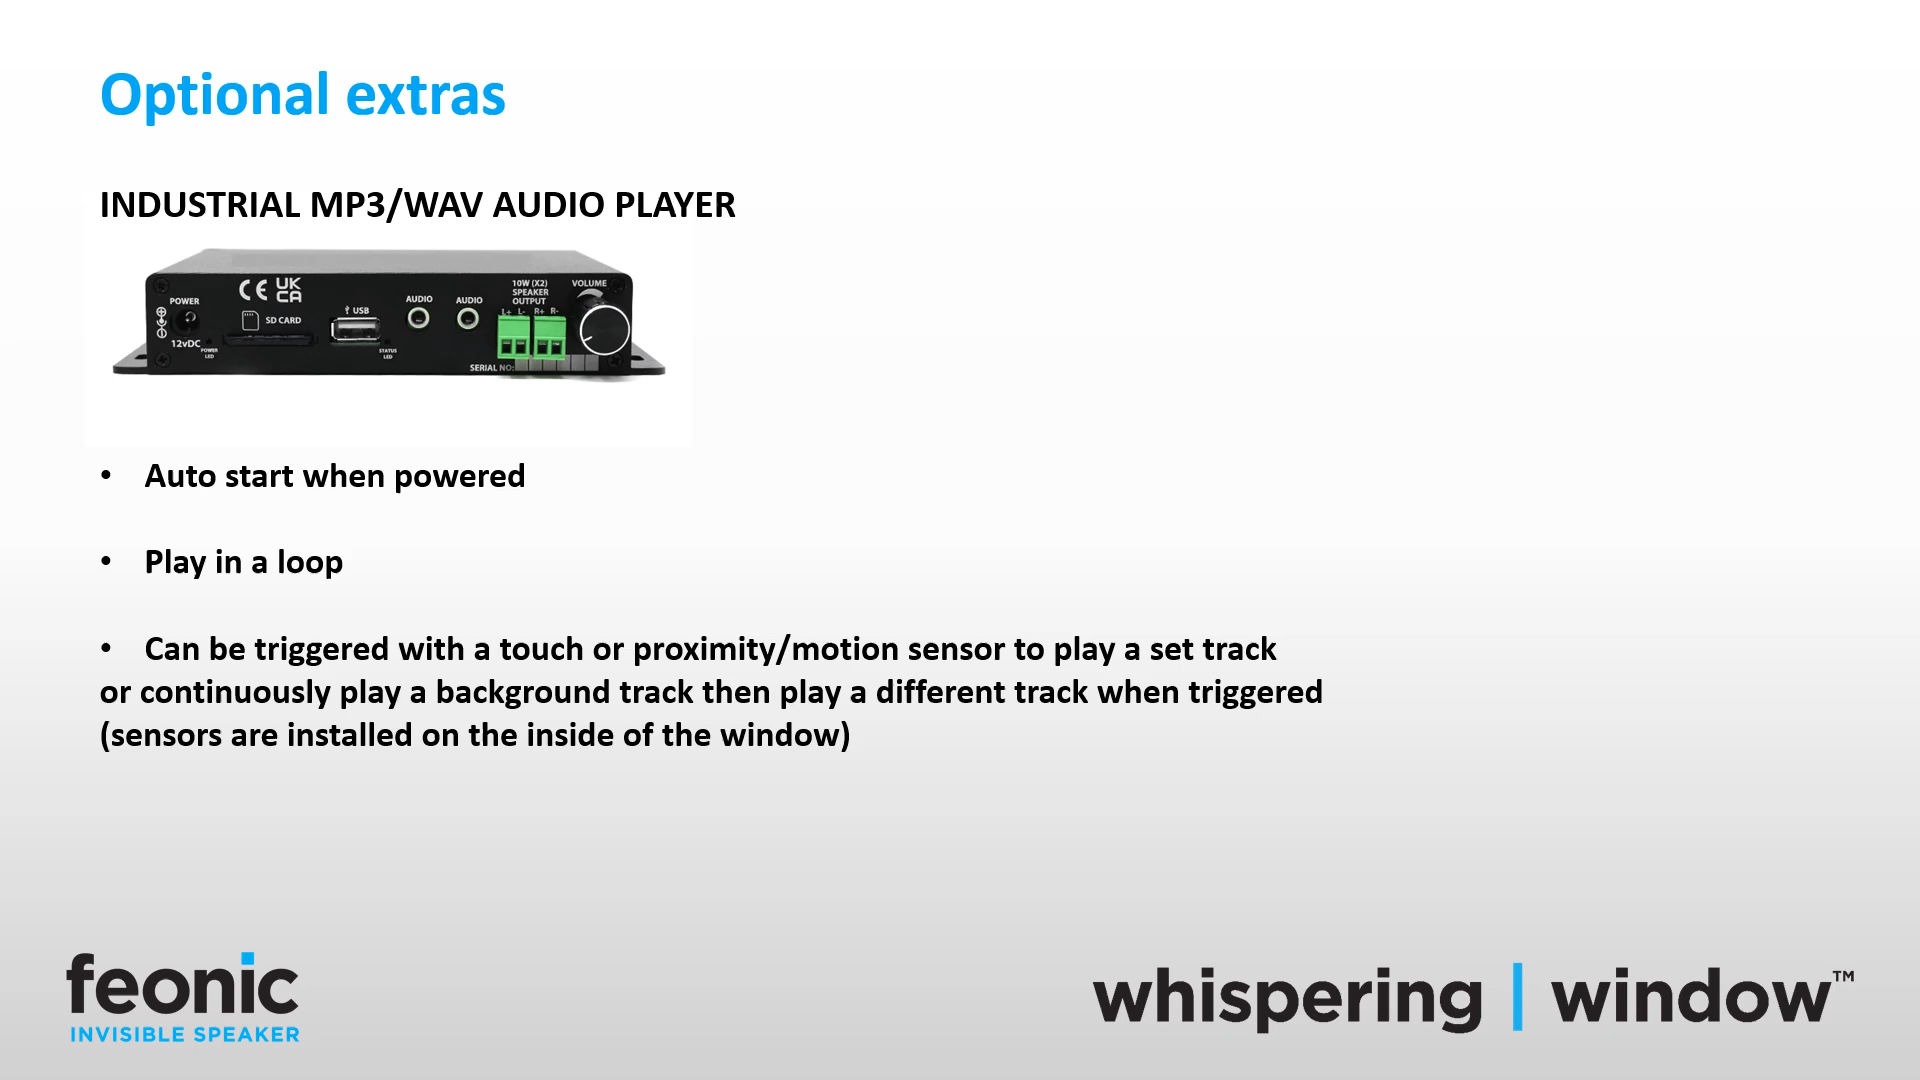 Optional extras
INDUSTRIAL MP3/WAV AUDIO PLAYER
CE UK CA
POWER
12vDC
POWER LED
SD CARD
USB
STATUS LED
AUDIO
AUDIO
10W (X2)
SPEAKER
OUTPUT
L+ L- R+ R-
VOLUME
SERIAL NO:
• Auto start when powered
• Play in a loop
• Can be triggered with a touch or proximity/motion sensor to play a set track
or continuously play a background track then play a different track when triggered
(sensors are installed on the inside of the window)
feonic
INVISIBLE SPEAKER
whispering | window™